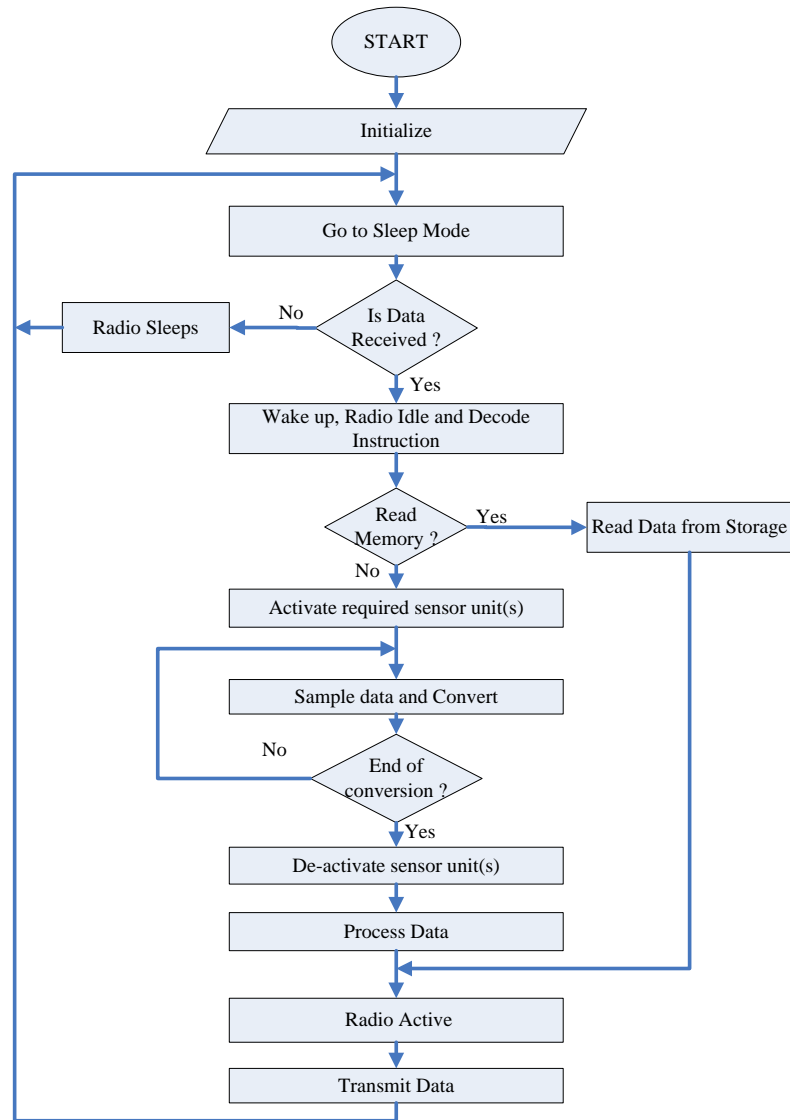 START
Initialize
Go to Sleep Mode
Is Data
Received ?
No
Radio Sleeps
Yes
Wake up, Radio Idle and Decode
Instruction
Read
Memory ?
Yes
Read Data from Storage
No
Activate required sensor unit(s)
Sample data and Convert
No
End of
conversion ?
Yes
De-activate sensor unit(s)
Process Data
Radio Active
Transmit Data